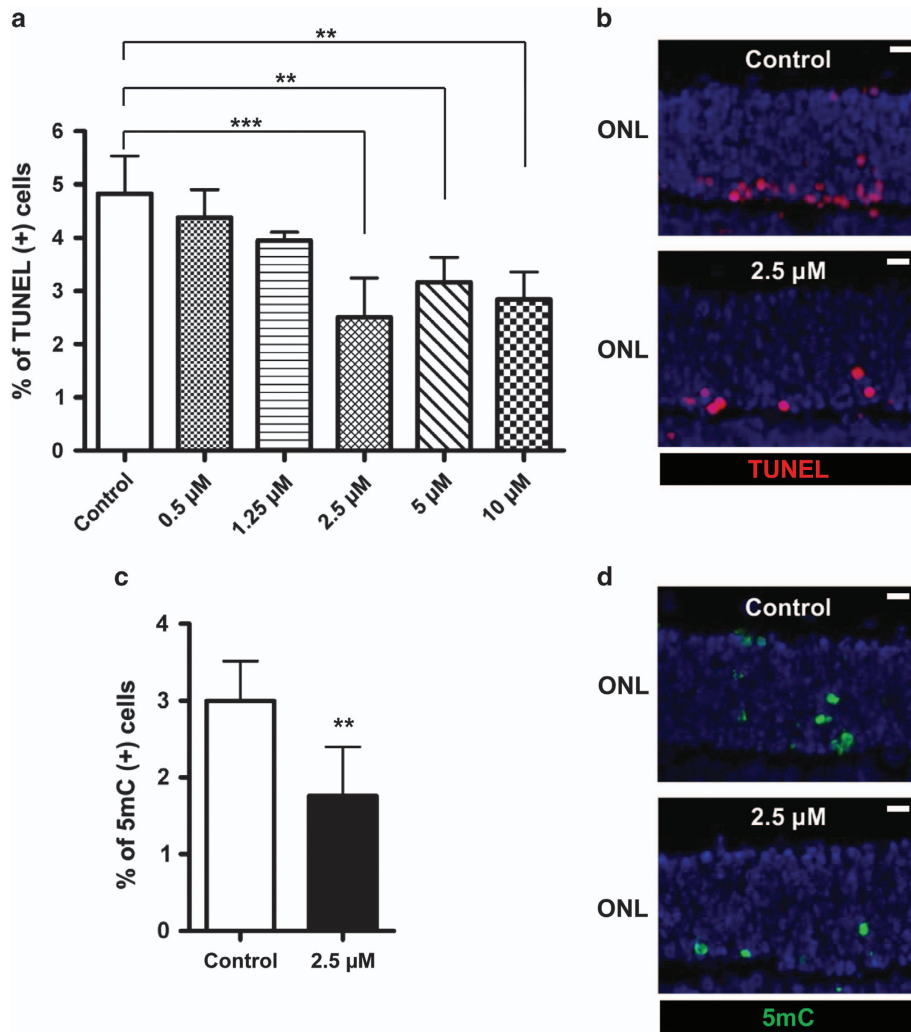 a
**
**
***
% of TUNEL (+) cells
6
5
4
3
2
1
0
Control
0.5 µM
1.25 µM
2.5 µM
5 µM
10 µM
b
Control
ONL
2.5 µM
ONL
TUNEL
c
% of 5mC (+) cells
4
3
2
1
0
**
Control
2.5 µM
d
Control
ONL
2.5 µM
ONL
5mC